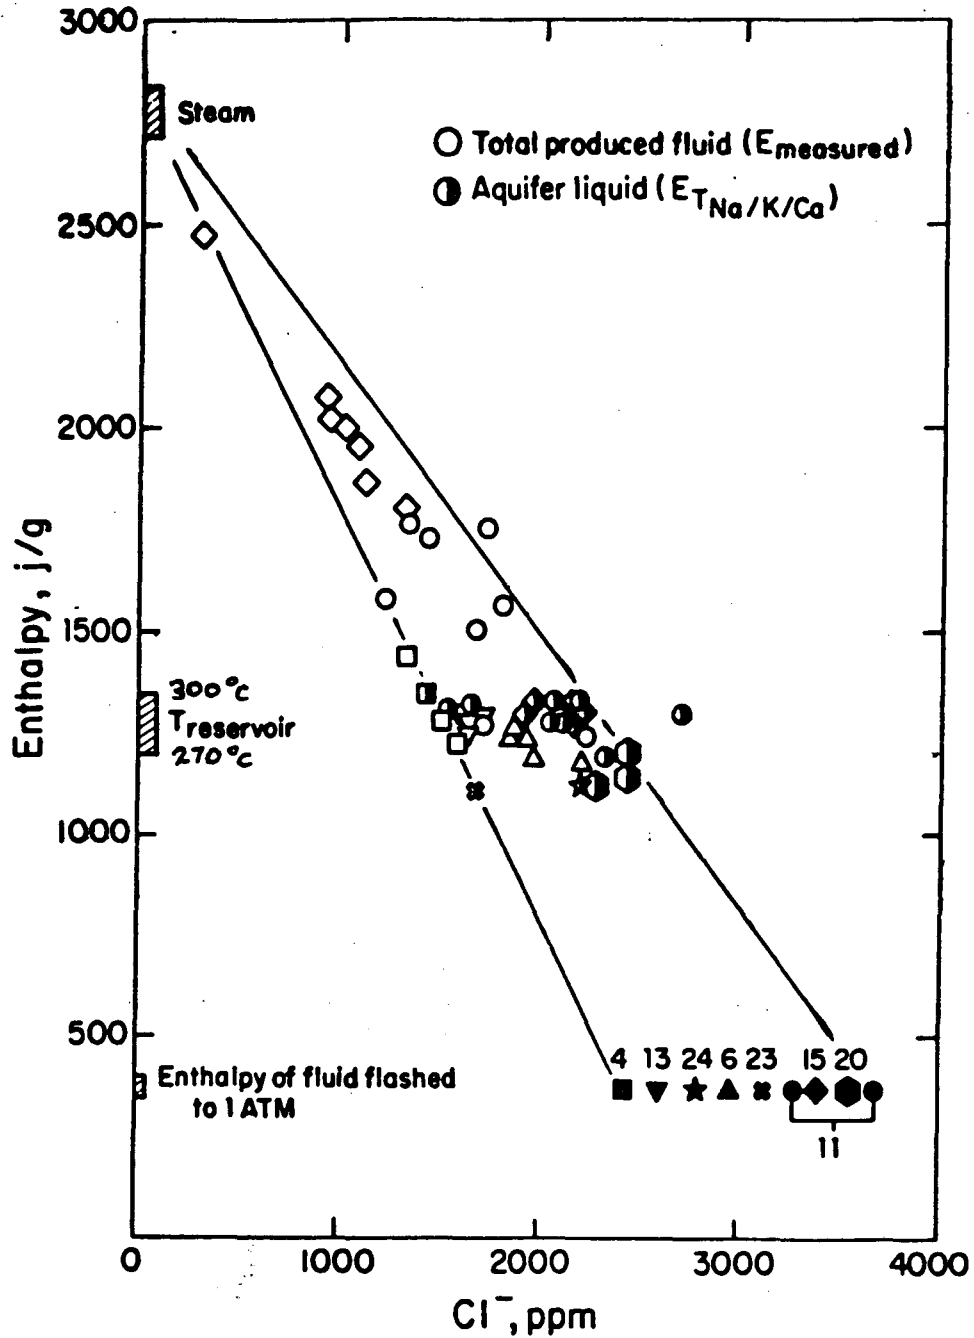 3000
Steam
Total produced fluid (Emeasured)
Aquifer liquid (ETNa/K/Ca)
2500
2000
Enthalpy, j/g
1500
300°c
Treservoir
270°c
1000
500
4 13 24 6 23 15 20
Enthalpy of fluid flashed
to 1 ATM
11
0 1000 2000 3000 4000
Cl⁻, ppm